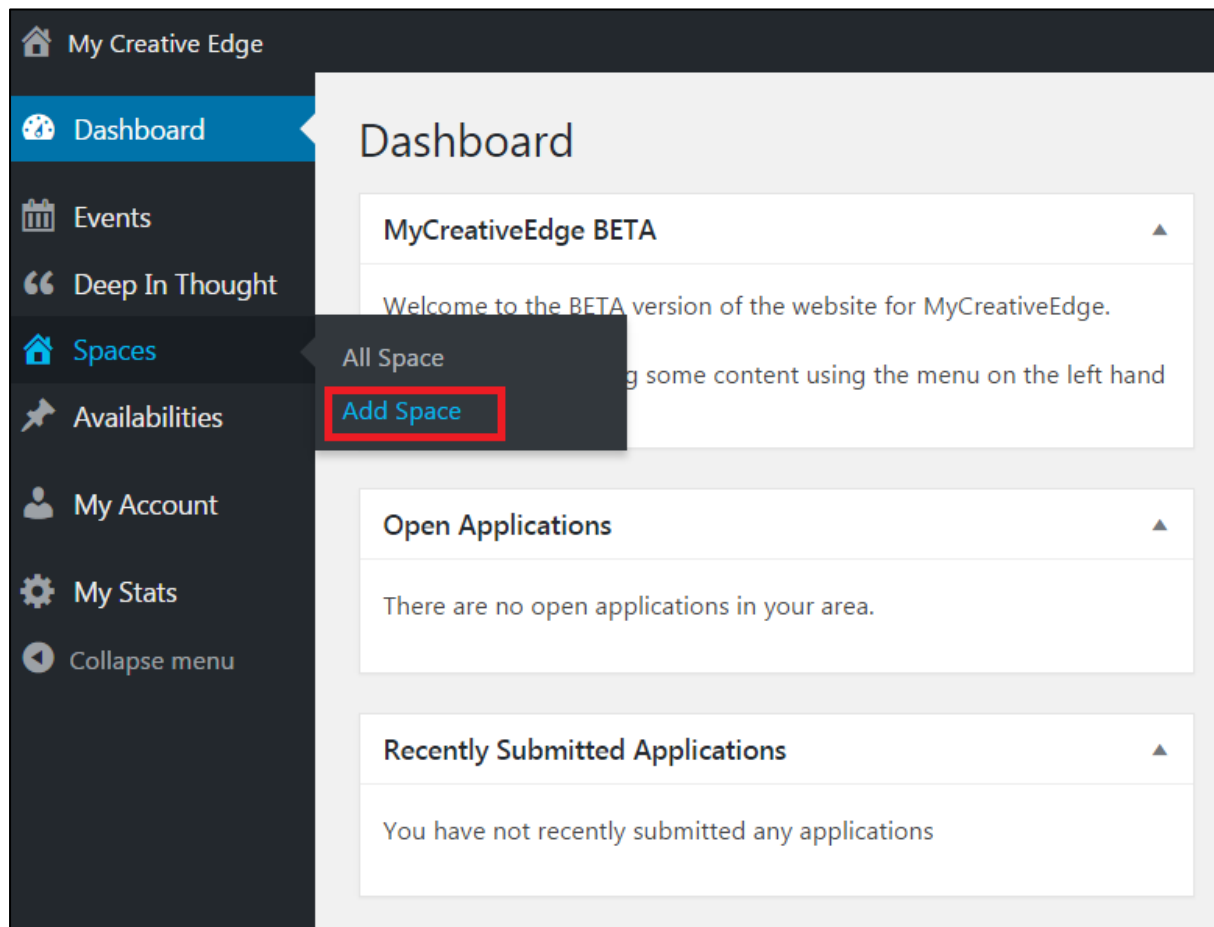 My Creative Edge
Dashboard
Events
Deep In Thought
Spaces
All Space
Add Space
Availabilities
My Account
My Stats
Collapse menu
Dashboard
MyCreativeEdge BETA
Welcome to the BETA version of the website for MyCreativeEdge.
some content using the menu on the left hand
Open Applications
There are no open applications in your area.
Recently Submitted Applications
You have not recently submitted any applications